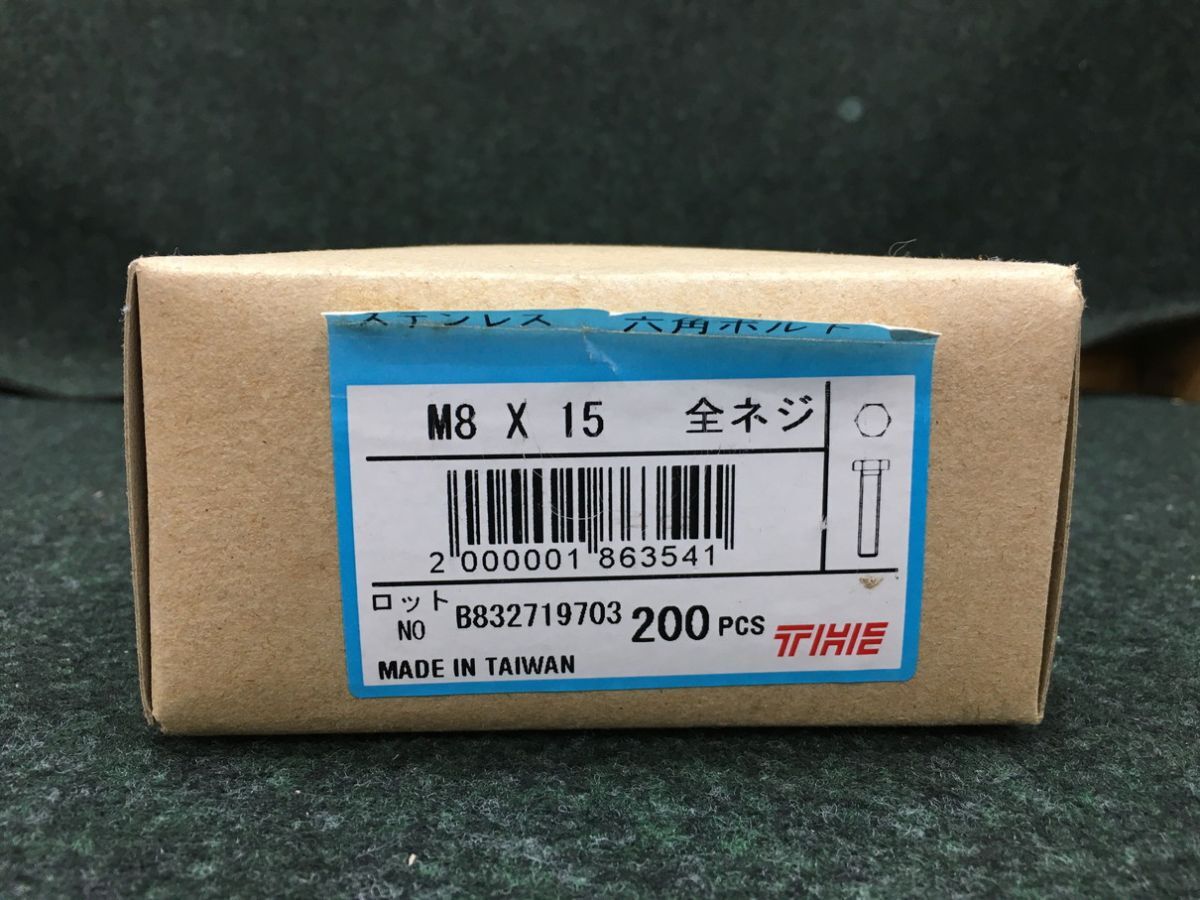 ステンレス 六角ボルト
M8 X 15 全ネジ
2 000001 863541
ロット NO B832719703 200 PCS
THE
MADE IN TAIWAN